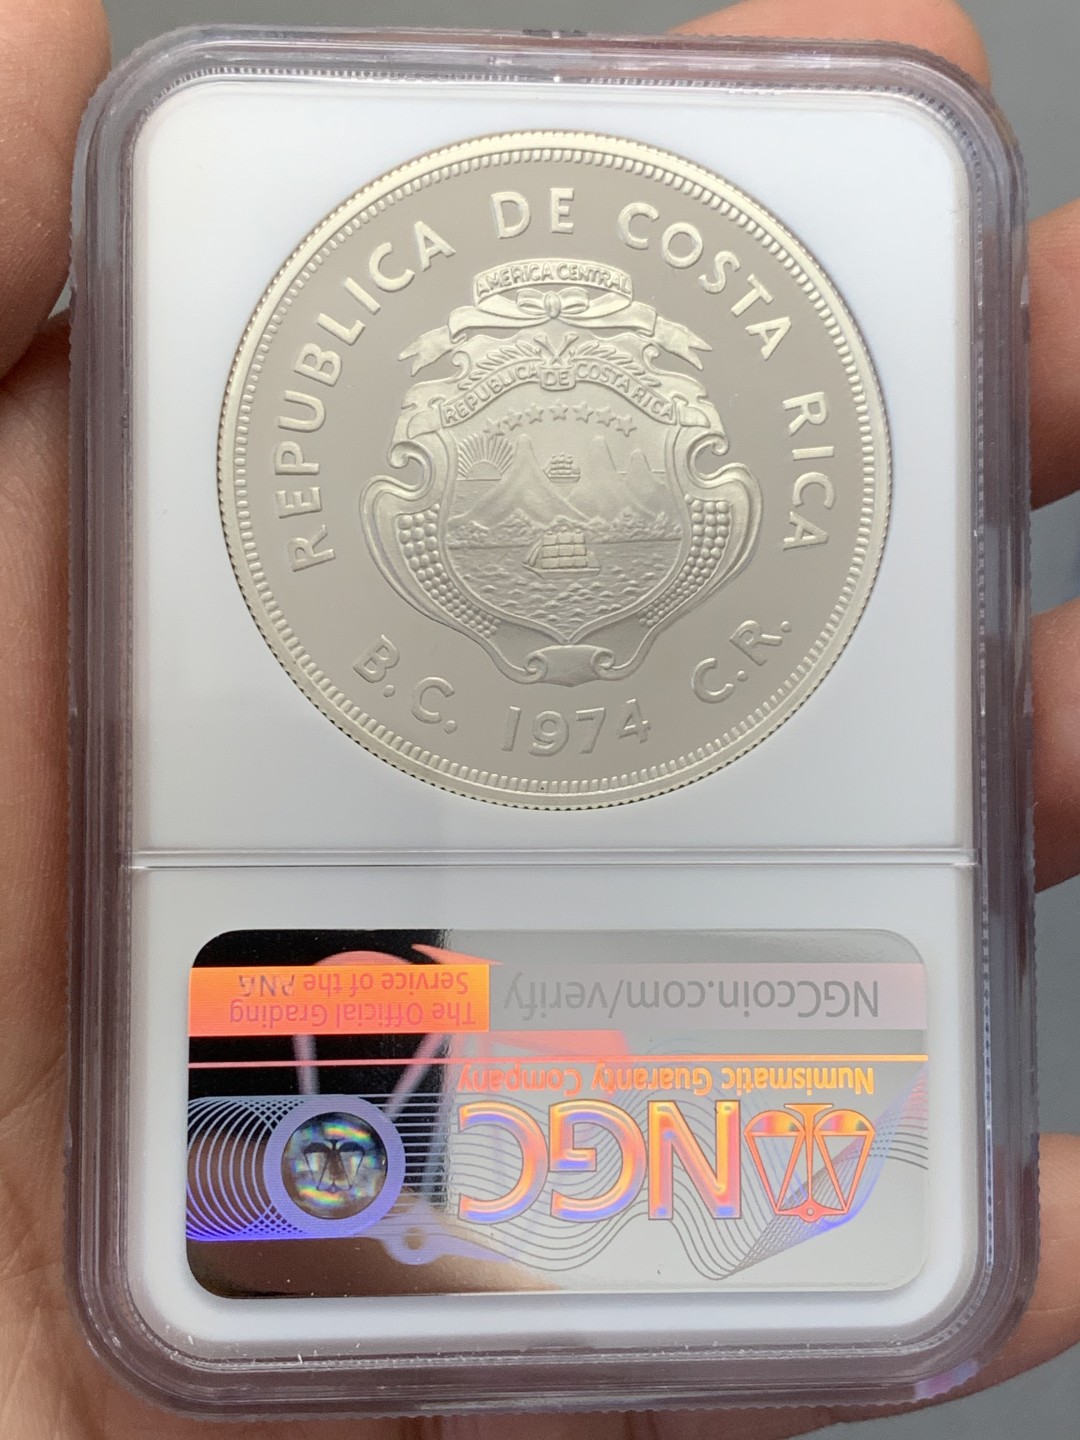 REPUBLICA DE COSTA RICA
AMERICA CENTRAL
REPUBLICA DE COSTA RICA
B.C. 1974 C.R.
NGC
Numismatic Guaranty Company
NGCcoin.com/verify
The Official Grading
Service of the PNG